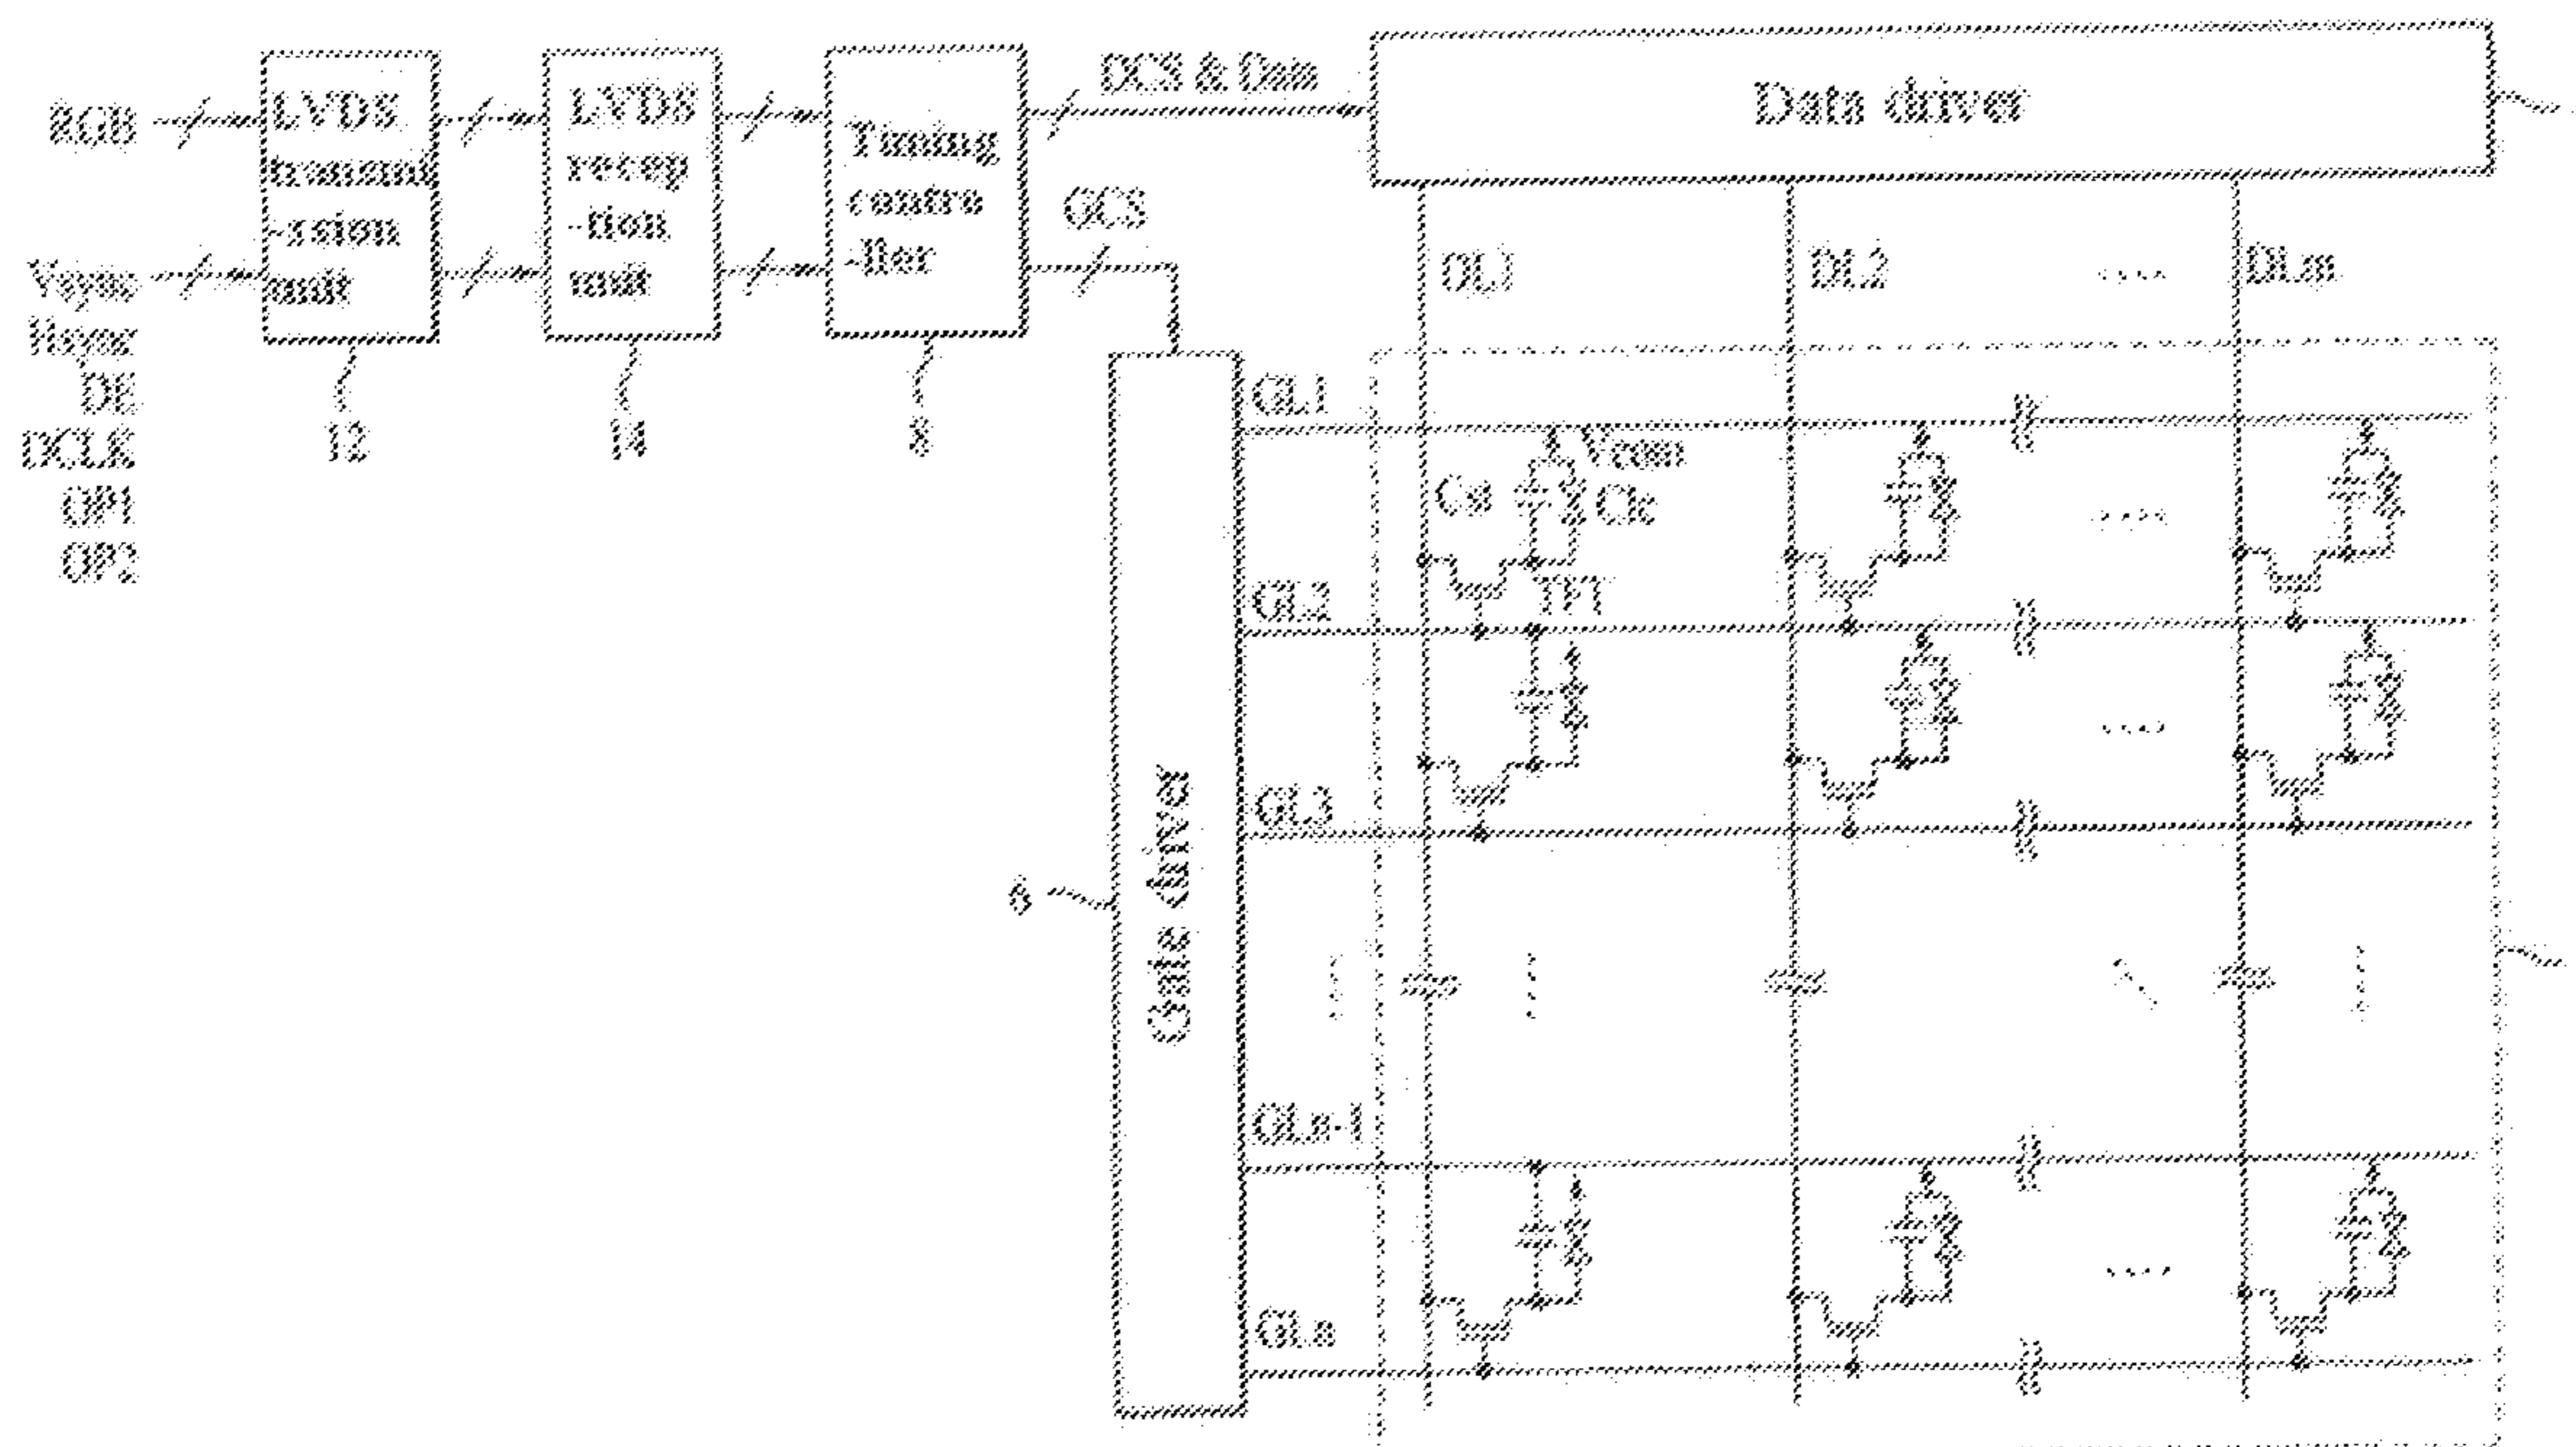 RGB
LVDS
transmi
-ssion
unit
LVDS
recep
-tion
unit
Timing
contro
-ller
DCS & Data
Data driver
GCS
Vsync
Hsync
DE
DCLK
OP1
OP2
12
14
8
DL1
DL2
....
DLm
GL1
Vcom
Cst
Clc
....
TFT
GL2
....
GL3
Gate driver
6
GLn-1
....
GLn